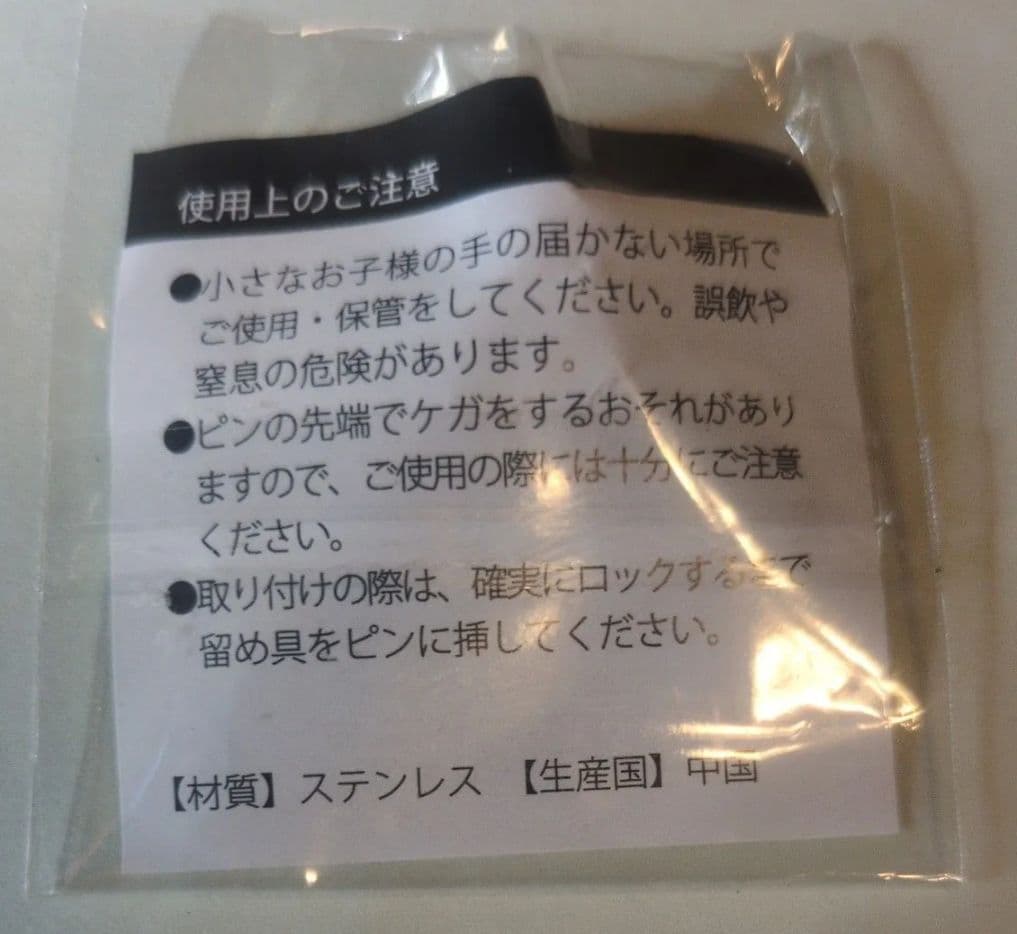 使用上のご注意
●小さなお子様の手の届かない場所で
ご使用・保管をしてください。誤飲や
窒息の危険があります。
●ピンの先端でケガをするおそれがあり
ますので、ご使用の際には十分にご注意
ください。
●取り付けの際は、確実にロックするまで
留め具をピンに挿してください。
【材質】ステンレス 【生産国】中国